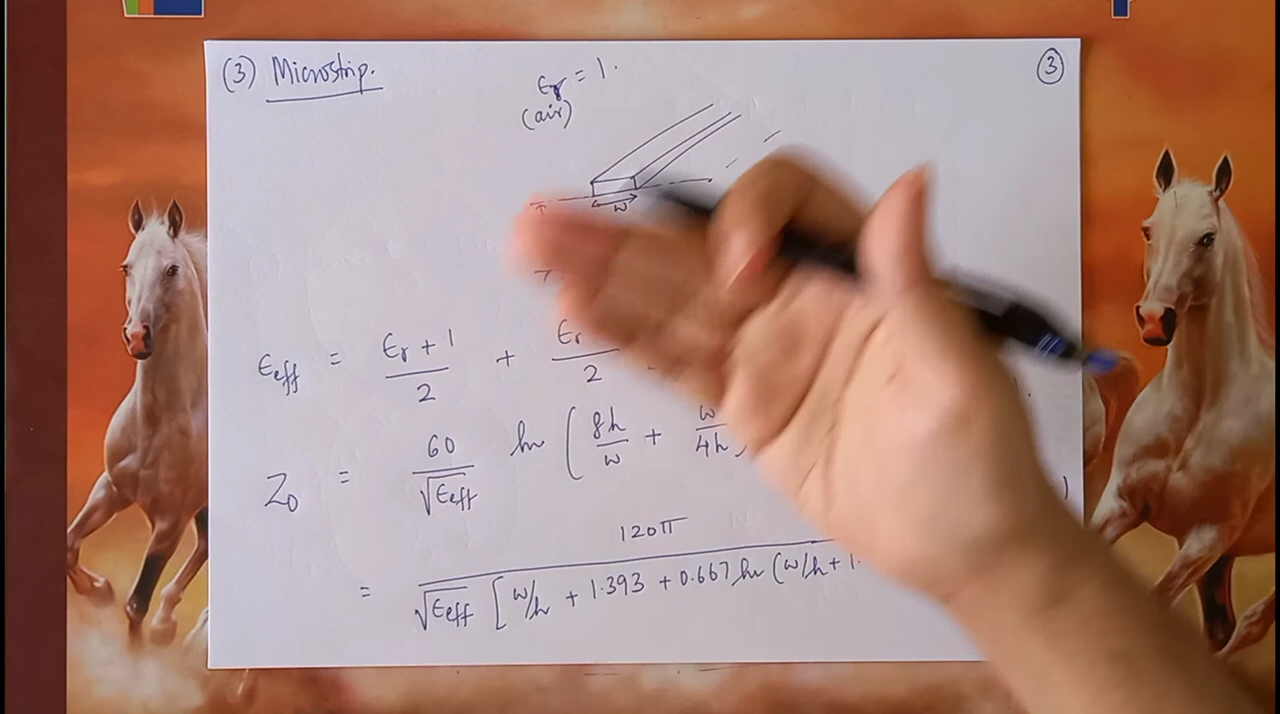 (3) Microstrip.
③
ϵr = 1.
(air)
w
ϵeff = ϵr + 1 / 2 + ϵr / 2
Z0 = 60 / √ϵeff ln ( 8h / w + w / 4h )
= 120π / √ϵeff [ w/h + 1.393 + 0.667 ln (w/h + 1.